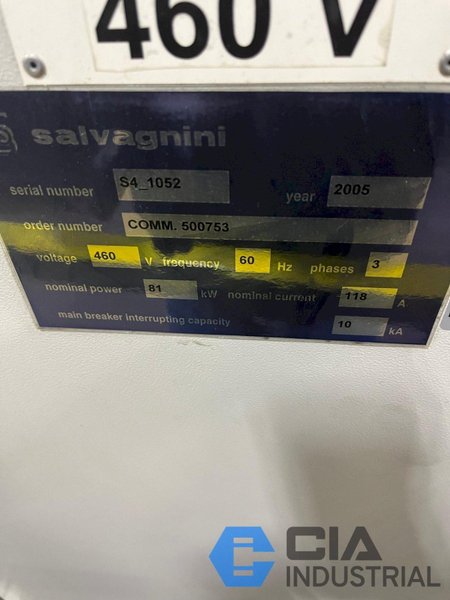 460 V
salvagnini
serial number S4_1052 year 2005
order number COMM. 500753
voltage 460 V frequency 60 Hz phases 3
nominal power 81 kW nominal current 118 A
main breaker interrupting capacity 10 kA
CIA
INDUSTRIAL